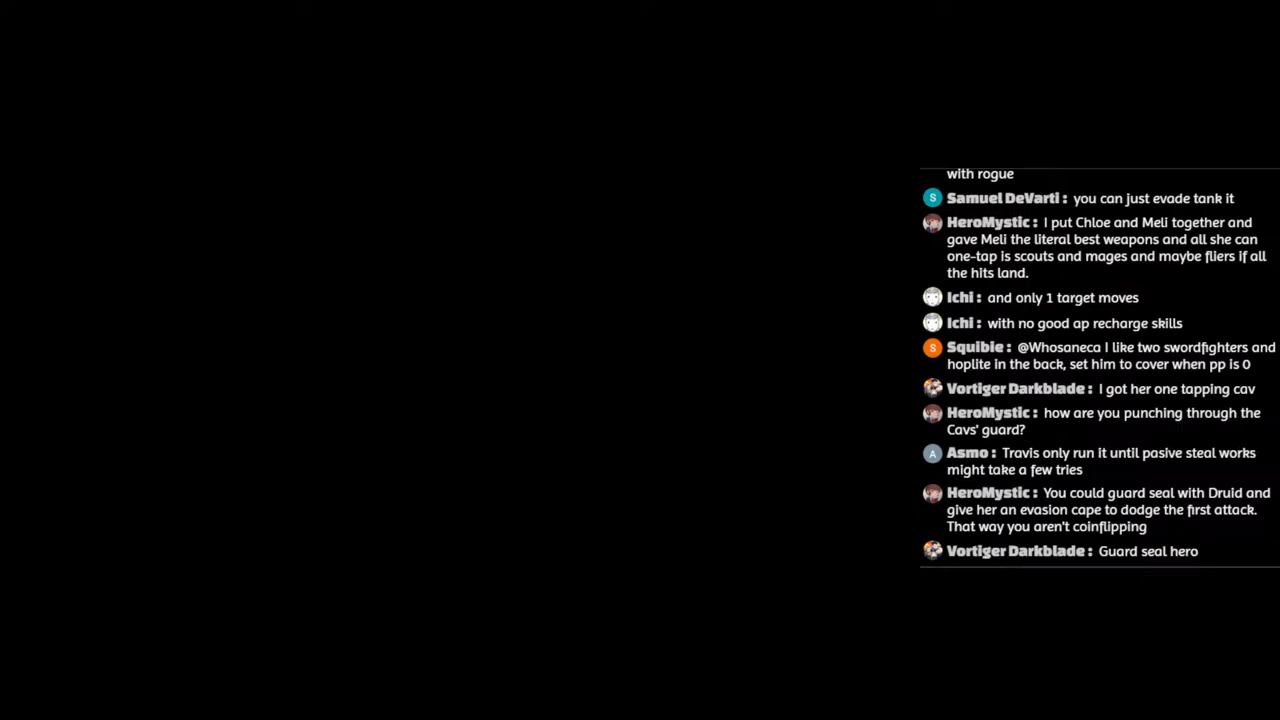 with rogue
S Samuel DeVarti : you can just evade tank it
HeroMystic : I put Chloe and Meli together and
gave Meli the literal best weapons and all she can
one-tap is scouts and mages and maybe fliers if all
the hits land.
Ichi : and only 1 target moves
Ichi : with no good ap recharge skills
S Squibie : @Whosaneca I like two swordfighters and
hoplite in the back, set him to cover when pp is 0
Vortiger Darkblade : I got her one tapping cav
HeroMystic : how are you punching through the
Cavs' guard?
A Asmo : Travis only run it until pasive steal works
might take a few tries
HeroMystic : You could guard seal with Druid and
give her an evasion cape to dodge the first attack.
That way you aren't coinflipping
Vortiger Darkblade : Guard seal hero